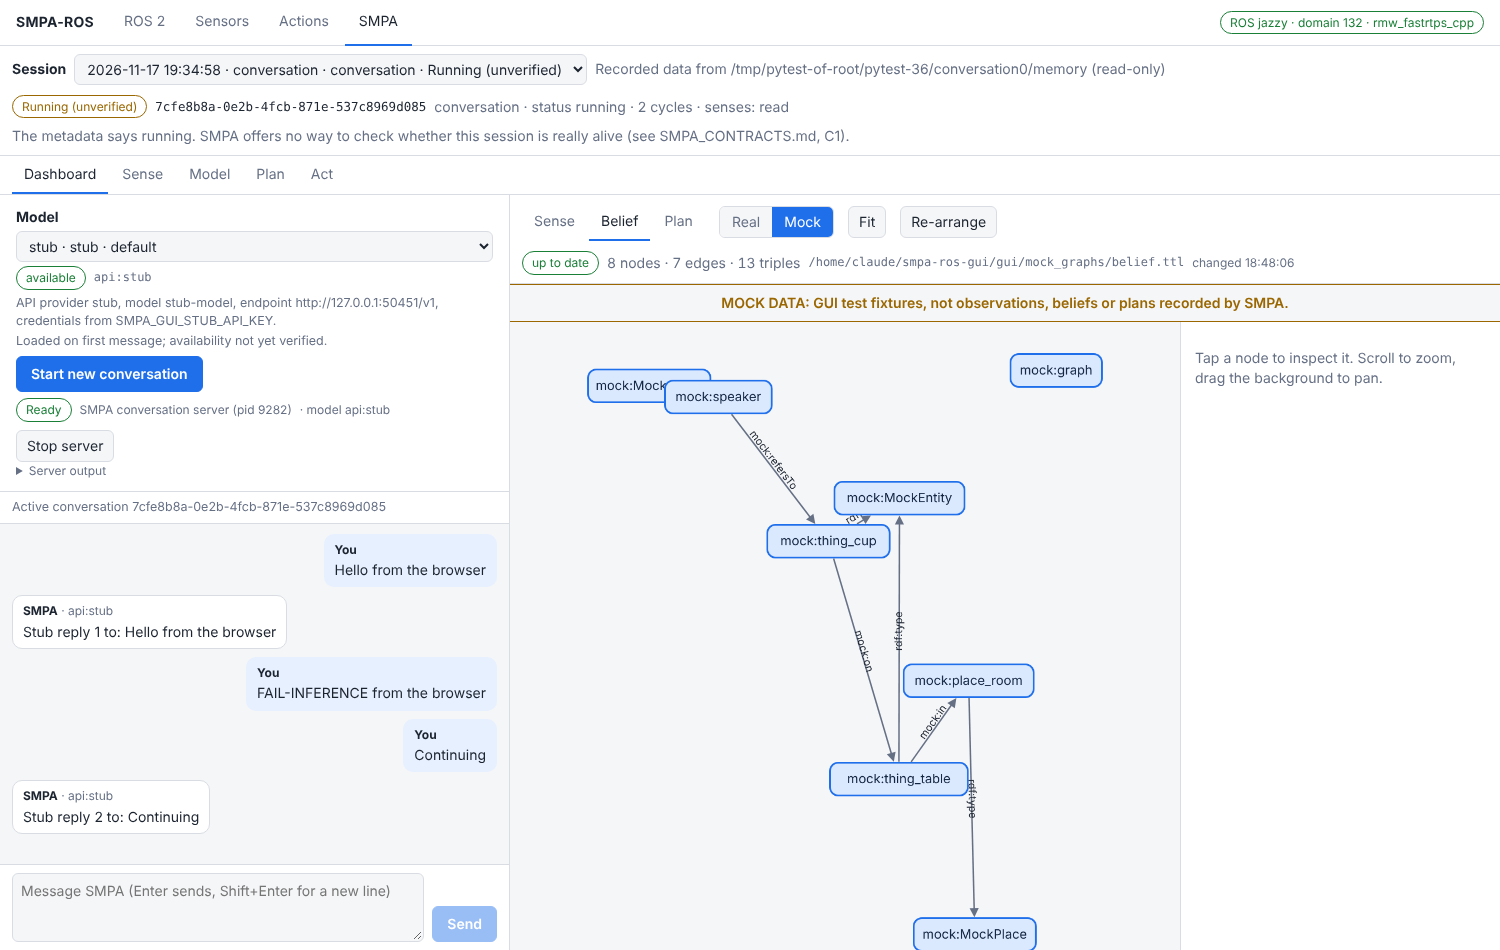 SMPA-ROS ROS 2 Sensors Actions SMPA ROS jazzy · domain 132 · rmw_fastrtps_cpp
Session 2026-11-17 19:34:58 · conversation · conversation · Running (unverified) Recorded data from /tmp/pytest-of-root/pytest-36/conversation0/memory (read-only)
Running (unverified) 7cfe8b8a-0e2b-4fcb-871e-537c8969d085 conversation · status running · 2 cycles · senses: read
The metadata says running. SMPA offers no way to check whether this session is really alive (see SMPA_CONTRACTS.md, C1).
Dashboard Sense Model Plan Act
Model
stub · stub · default
available api:stub
API provider stub, model stub-model, endpoint http://127.0.0.1:50451/v1,
credentials from SMPA_GUI_STUB_API_KEY.
Loaded on first message; availability not yet verified.
Start new conversation
Ready SMPA conversation server (pid 9282) · model api:stub
Stop server
Server output
Active conversation 7cfe8b8a-0e2b-4fcb-871e-537c8969d085
You
Hello from the browser
SMPA · api:stub
Stub reply 1 to: Hello from the browser
You
FAIL-INFERENCE from the browser
You
Continuing
SMPA · api:stub
Stub reply 2 to: Continuing
Message SMPA (Enter sends, Shift+Enter for a new line)
Send
Sense Belief Plan Real Mock Fit Re-arrange
up to date 8 nodes · 7 edges · 13 triples /home/claude/smpa-ros-gui/gui/mock_graphs/belief.ttl changed 18:48:06
MOCK DATA: GUI test fixtures, not observations, beliefs or plans recorded by SMPA.
mock:graph
mock:Mock
mock:speaker
mock:refersTo
mock:MockEntity
mock:thing_cup
rdf:type
mock:on
mock:place_room
mock:in
mock:thing_table
rdf:type
mock:MockPlace
Tap a node to inspect it. Scroll to zoom,
drag the background to pan.